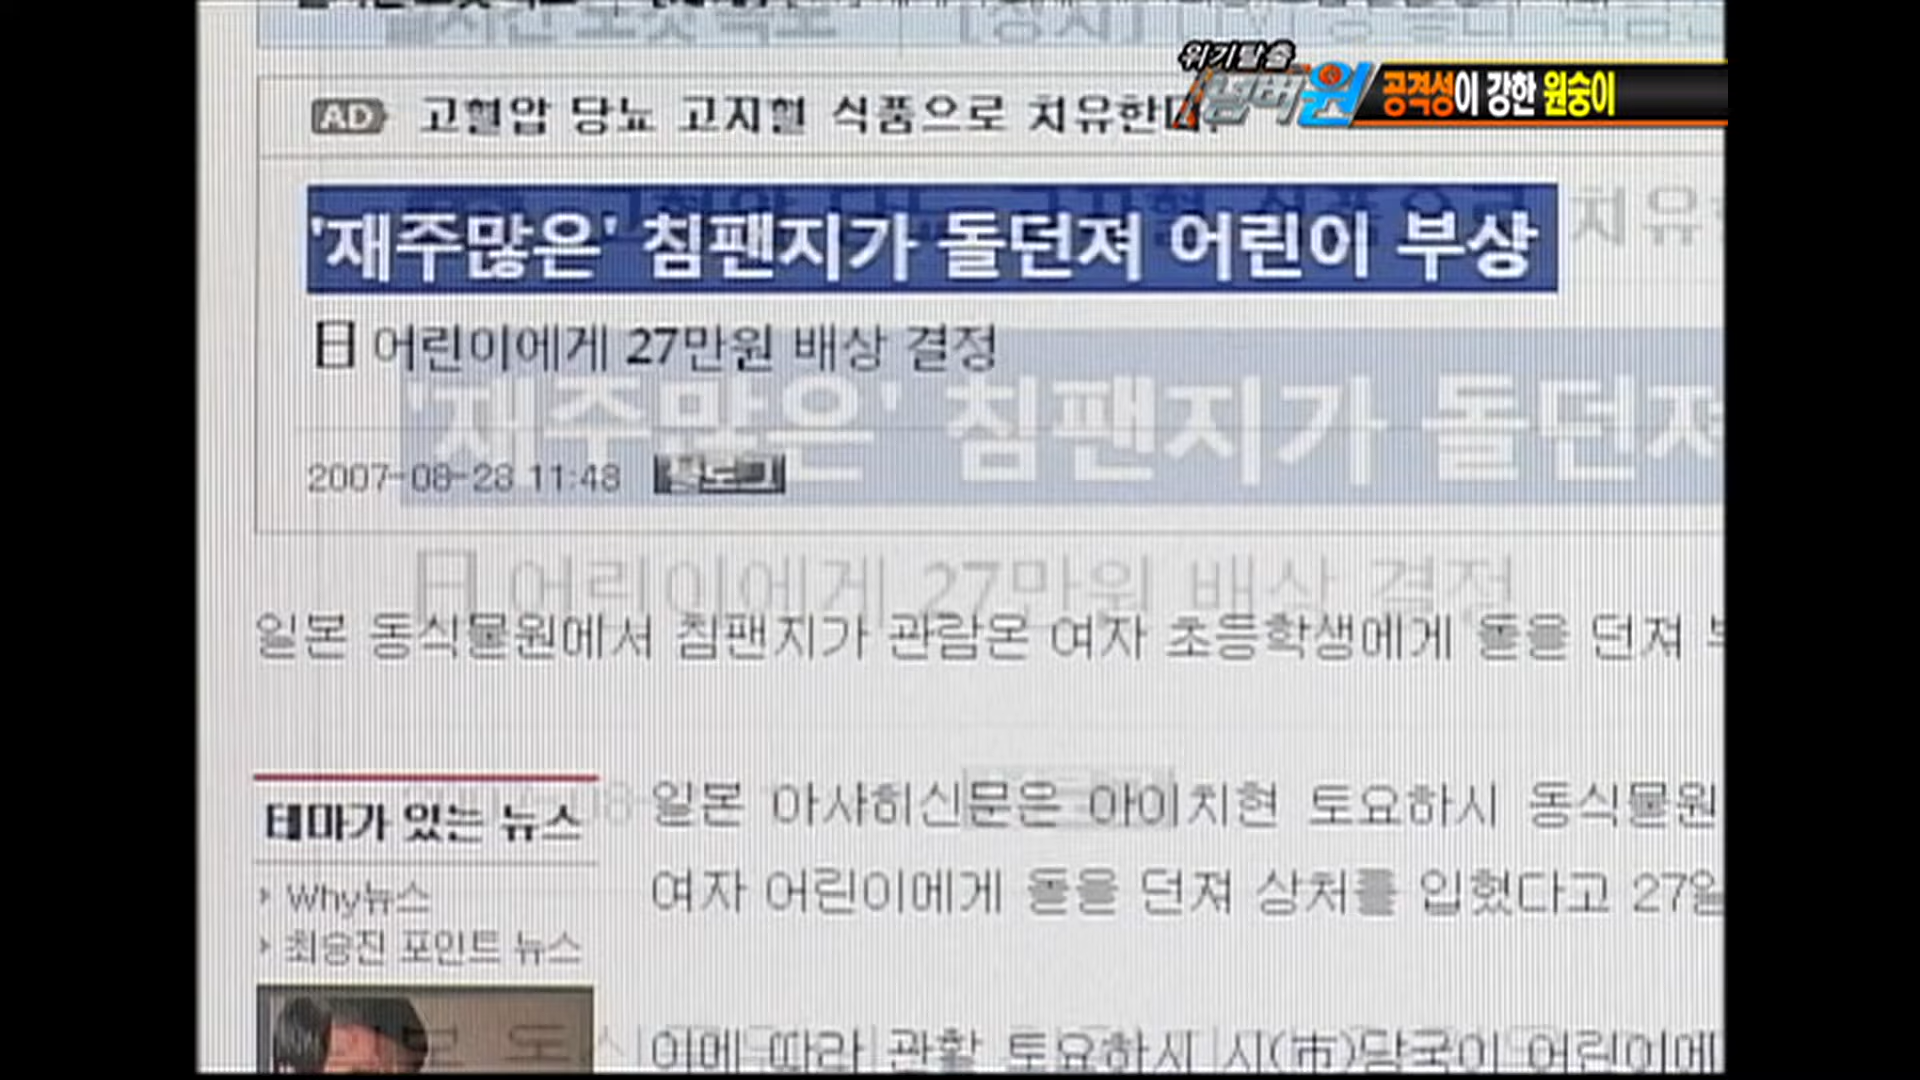 위기탈출
넘버원 공격성이 강한 원숭이
AD 고혈압 당뇨 고지혈 식품으로 치유한다
'재주많은' 침팬지가 돌던져 어린이 부상
日 어린이에게 27만원 배상 결정
2007-08-28 11:48
일본 동식물원에서 침팬지가 관람온 여자 초등학생에게 돌을 던져
테마가 있는 뉴스
› Why뉴스
› 최승진 포인트 뉴스
일본 아사히신문은 아이치현 토요하시 동식물원
여자 어린이에게 돌을 던져 상처를 입혔다고 27일
이에 따라 관할 토요하시 시(市)당국이 어린이에